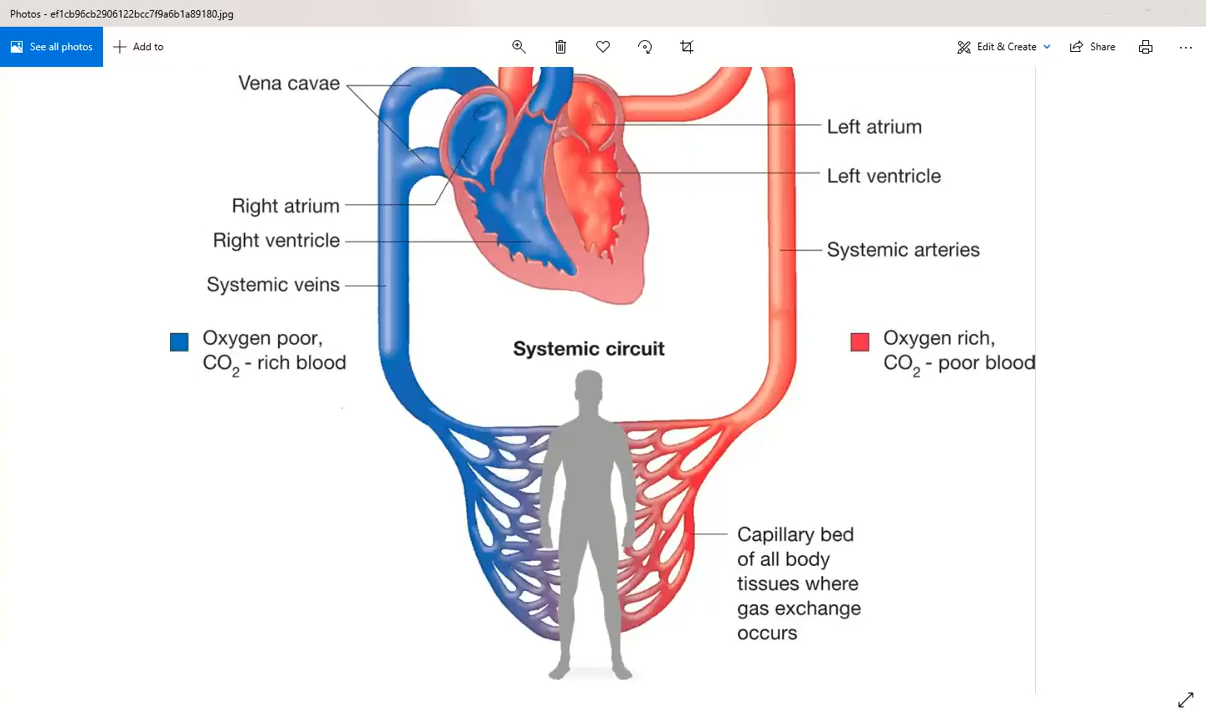 Photos - ef1cb96cb2906122bcc7f9a6b1a89180.jpg
See all photos
Add to
Edit & Create
Share
Vena cavae
Left atrium
Left ventricle
Right atrium
Right ventricle
Systemic arteries
Systemic veins
Oxygen poor,
CO2 - rich blood
Systemic circuit
Oxygen rich,
CO2 - poor blood
Capillary bed
of all body
tissues where
gas exchange
occurs